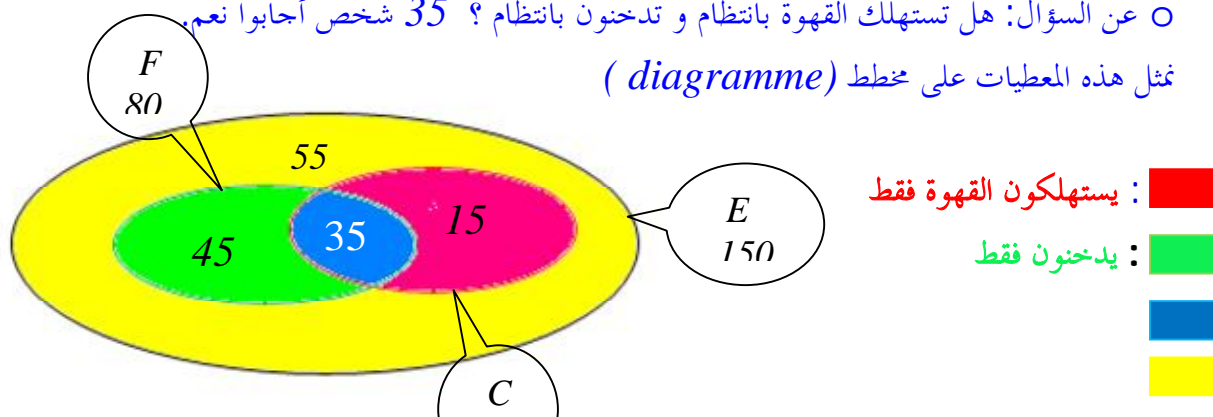 ○ عن السؤال: هل تستهلك القهوة بانتظام و تدخنون بانتظام ؟ 35 شخص أجابوا نعم.
نمثل هذه المعطيات على مخطط (diagramme )
F
80
55
E
150
45
35
15
C
: يستهلكون القهوة فقط
: يدخنون فقط